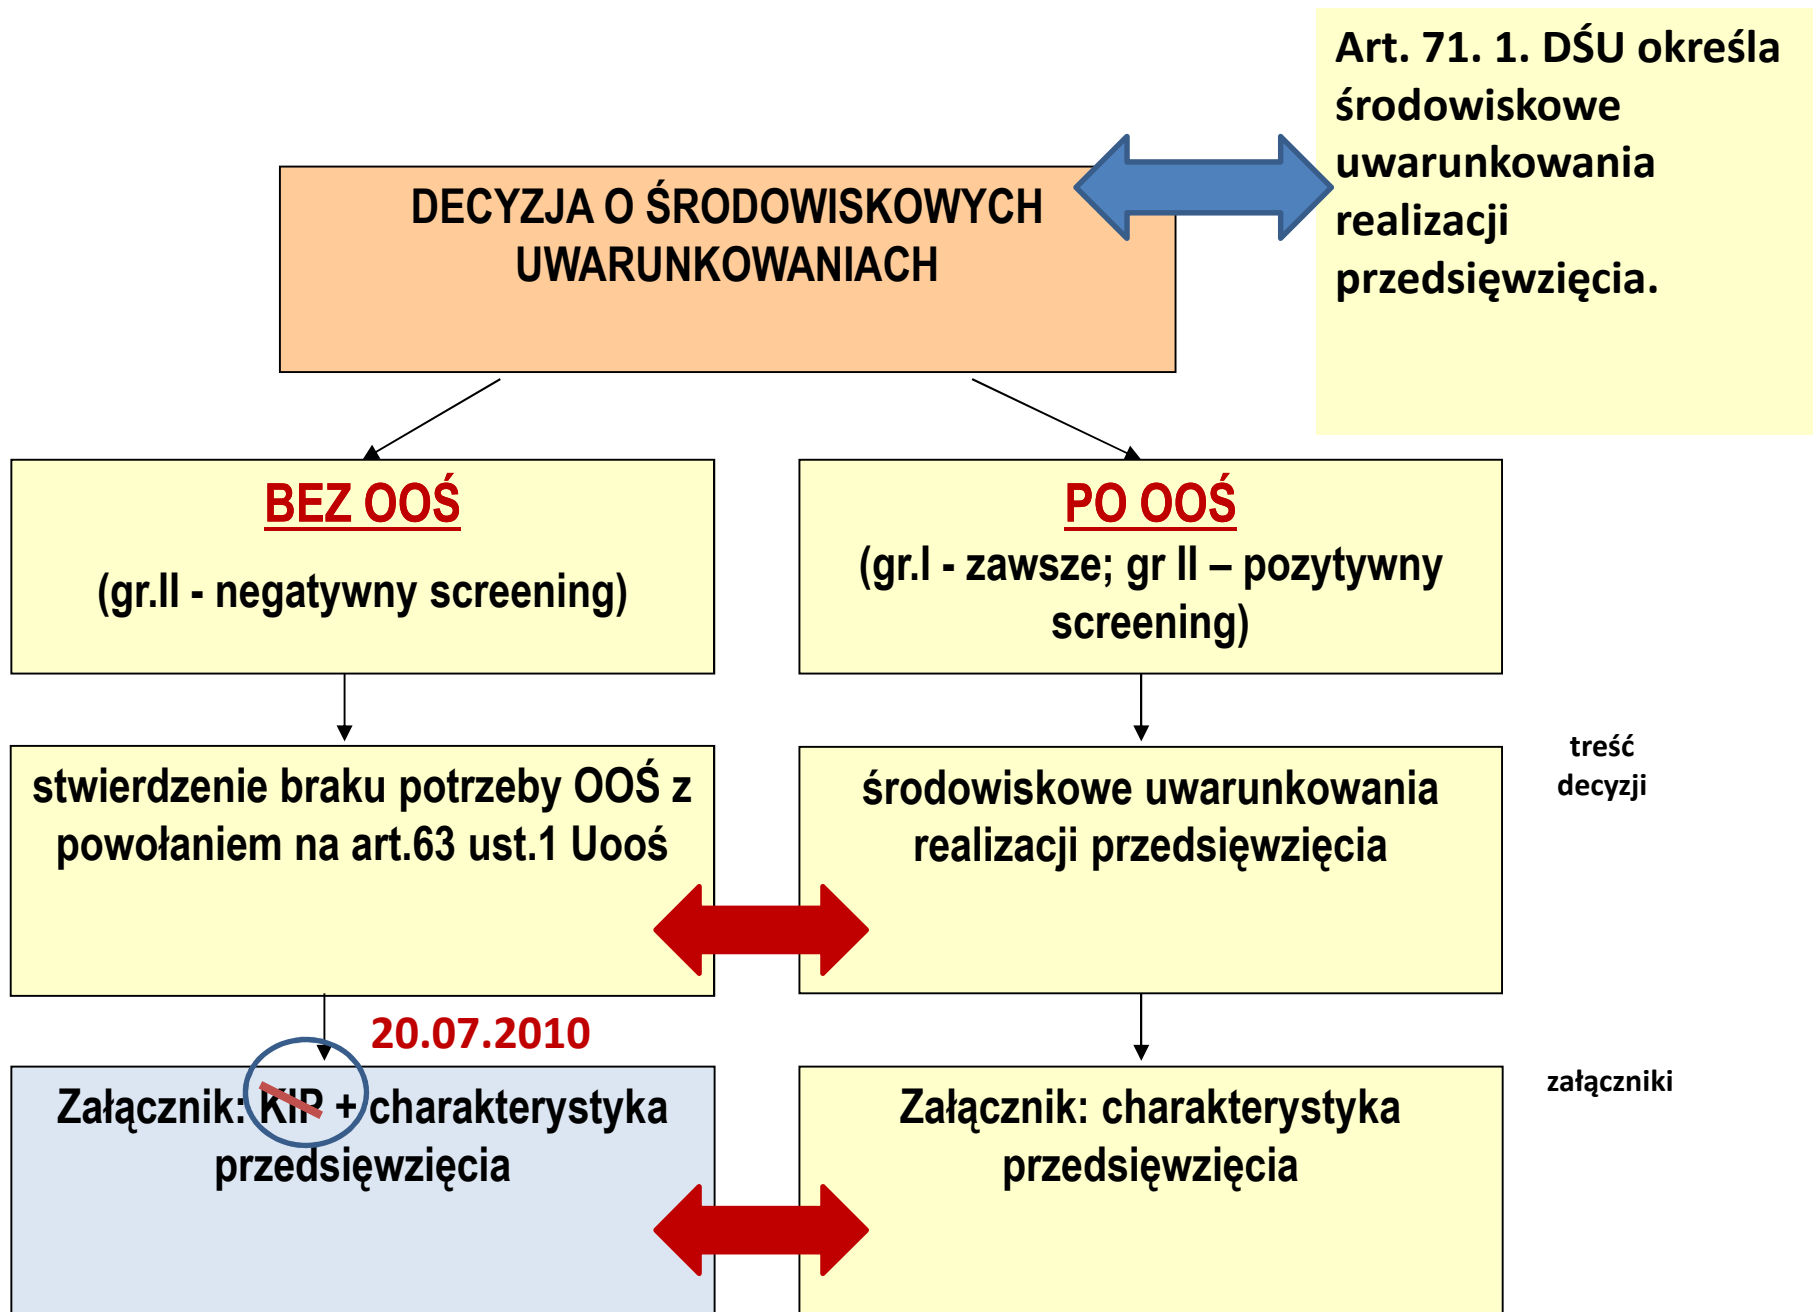 Art. 71. 1. DŚU określa
środowiskowe
uwarunkowania
realizacji
przedsięwzięcia.
DECYZJA O ŚRODOWISKOWYCH
UWARUNKOWANIACH
BEZ OOŚ
(gr.II - negatywny screening)
PO OOŚ
(gr.I - zawsze; gr II – pozytywny
screening)
stwierdzenie braku potrzeby OOŚ z
powołaniem na art.63 ust.1 Uooś
środowiskowe uwarunkowania
realizacji przedsięwzięcia
treść
decyzji
20.07.2010
Załącznik: KIP + charakterystyka
przedsięwzięcia
Załącznik: charakterystyka
przedsięwzięcia
załączniki